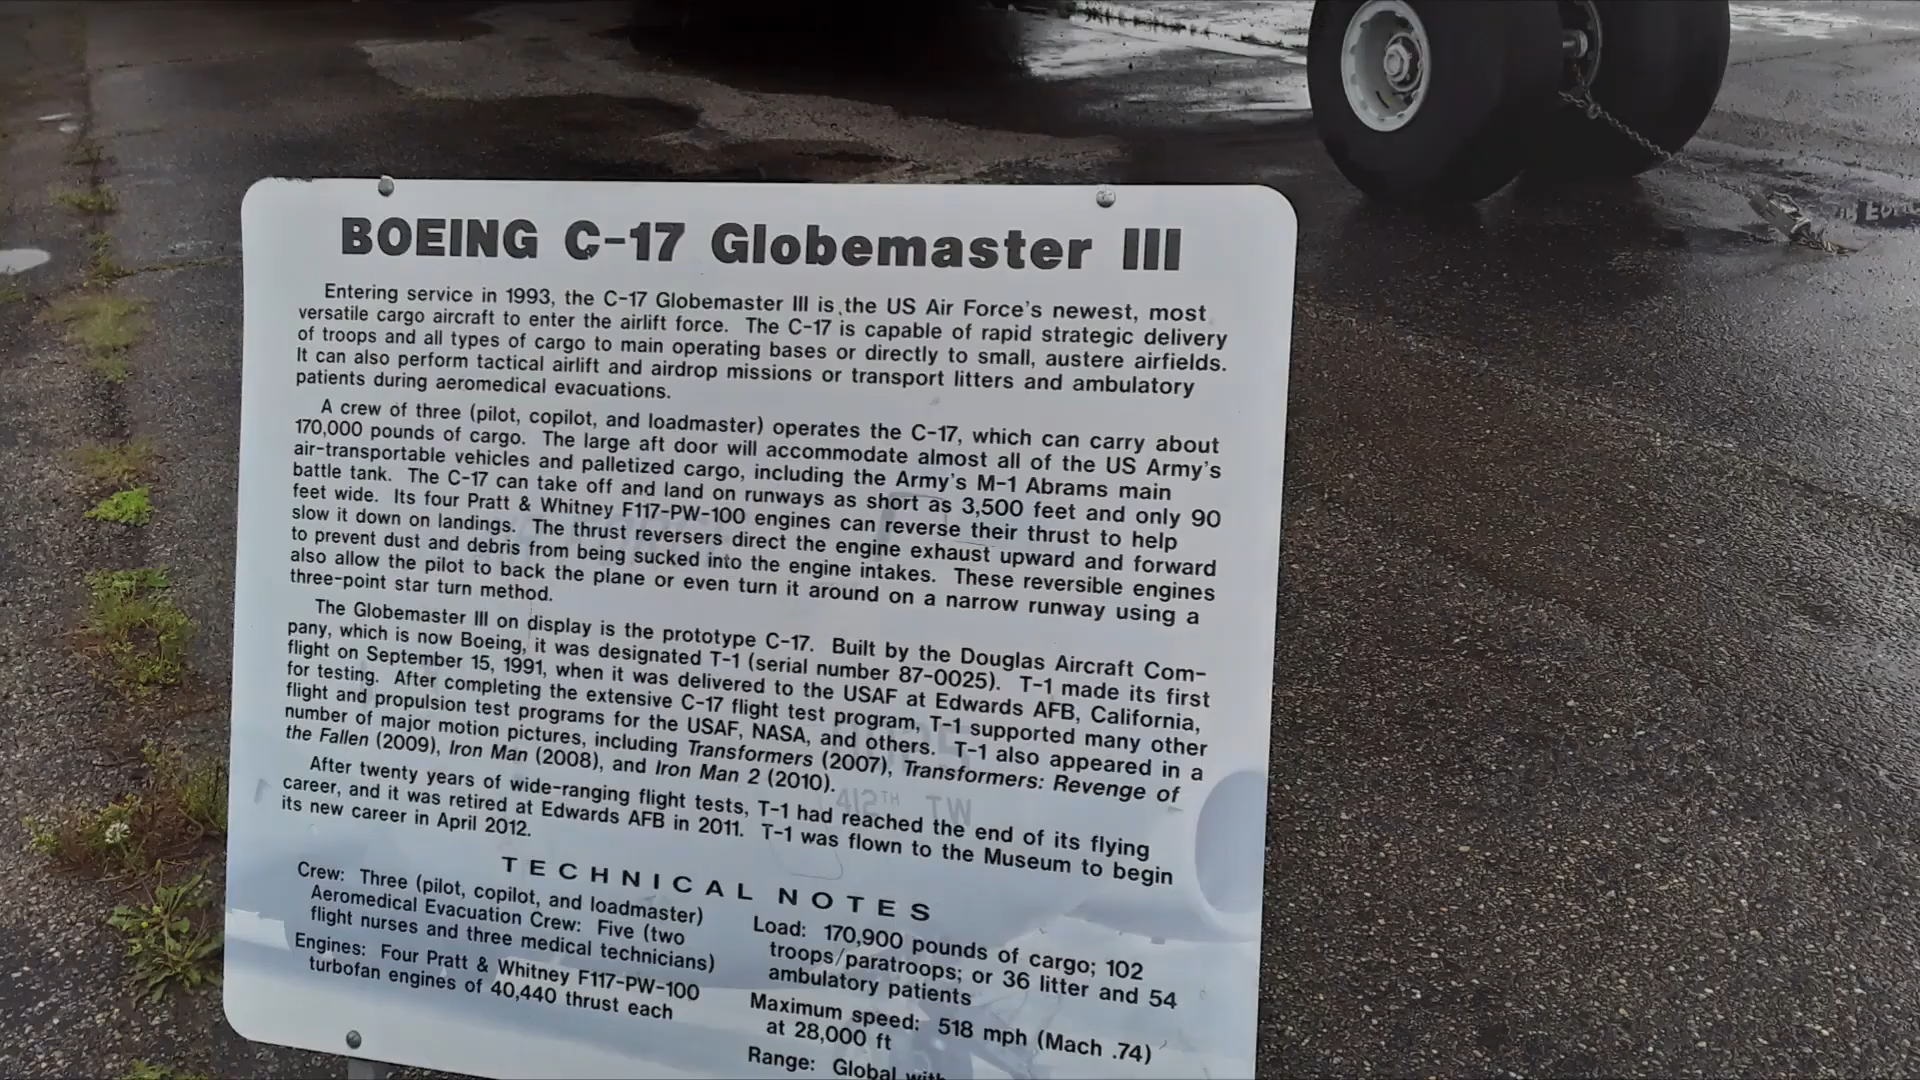 BOEING C-17 Globemaster III
Entering service in 1993, the C-17 Globemaster III is the US Air Force's newest, most
versatile cargo aircraft to enter the airlift force. The C-17 is capable of rapid strategic delivery
of troops and all types of cargo to main operating bases or directly to small, austere airfields.
It can also perform tactical airlift and airdrop missions or transport litters and ambulatory
patients during aeromedical evacuations.
A crew of three (pilot, copilot, and loadmaster) operates the C-17, which can carry about
170,000 pounds of cargo. The large aft door will accommodate almost all of the US Army's
air-transportable vehicles and palletized cargo, including the Army's M-1 Abrams main
battle tank. The C-17 can take off and land on runways as short as 3,500 feet and only 90
feet wide. Its four Pratt & Whitney F117-PW-100 engines can reverse their thrust to help
slow it down on landings. The thrust reversers direct the engine exhaust upward and forward
to prevent dust and debris from being sucked into the engine intakes. These reversible engines
also allow the pilot to back the plane or even turn it around on a narrow runway using a
three-point star turn method.
The Globemaster III on display is the prototype C-17. Built by the Douglas Aircraft Com-
pany, which is now Boeing, it was designated T-1 (serial number 87-0025). T-1 made its first
flight on September 15, 1991, when it was delivered to the USAF at Edwards AFB, California,
for testing. After completing the extensive C-17 flight test program, T-1 supported many other
flight and propulsion test programs for the USAF, NASA, and others. T-1 also appeared in a
number of major motion pictures, including Transformers (2007), Transformers: Revenge of
the Fallen (2009), Iron Man (2008), and Iron Man 2 (2010).
After twenty years of wide-ranging flight tests, T-1 had reached the end of its flying
career, and it was retired at Edwards AFB in 2011. T-1 was flown to the Museum to begin
its new career in April 2012.
TECHNICAL NOTES
Crew: Three (pilot, copilot, and loadmaster)
Aeromedical Evacuation Crew: Five (two
flight nurses and three medical technicians)
Engines: Four Pratt & Whitney F117-PW-100
turbofan engines of 40,440 thrust each
Load: 170,900 pounds of cargo; 102
troops/paratroops; or 36 litter and 54
ambulatory patients
Maximum speed: 518 mph (Mach .74)
at 28,000 ft
Range: Global with